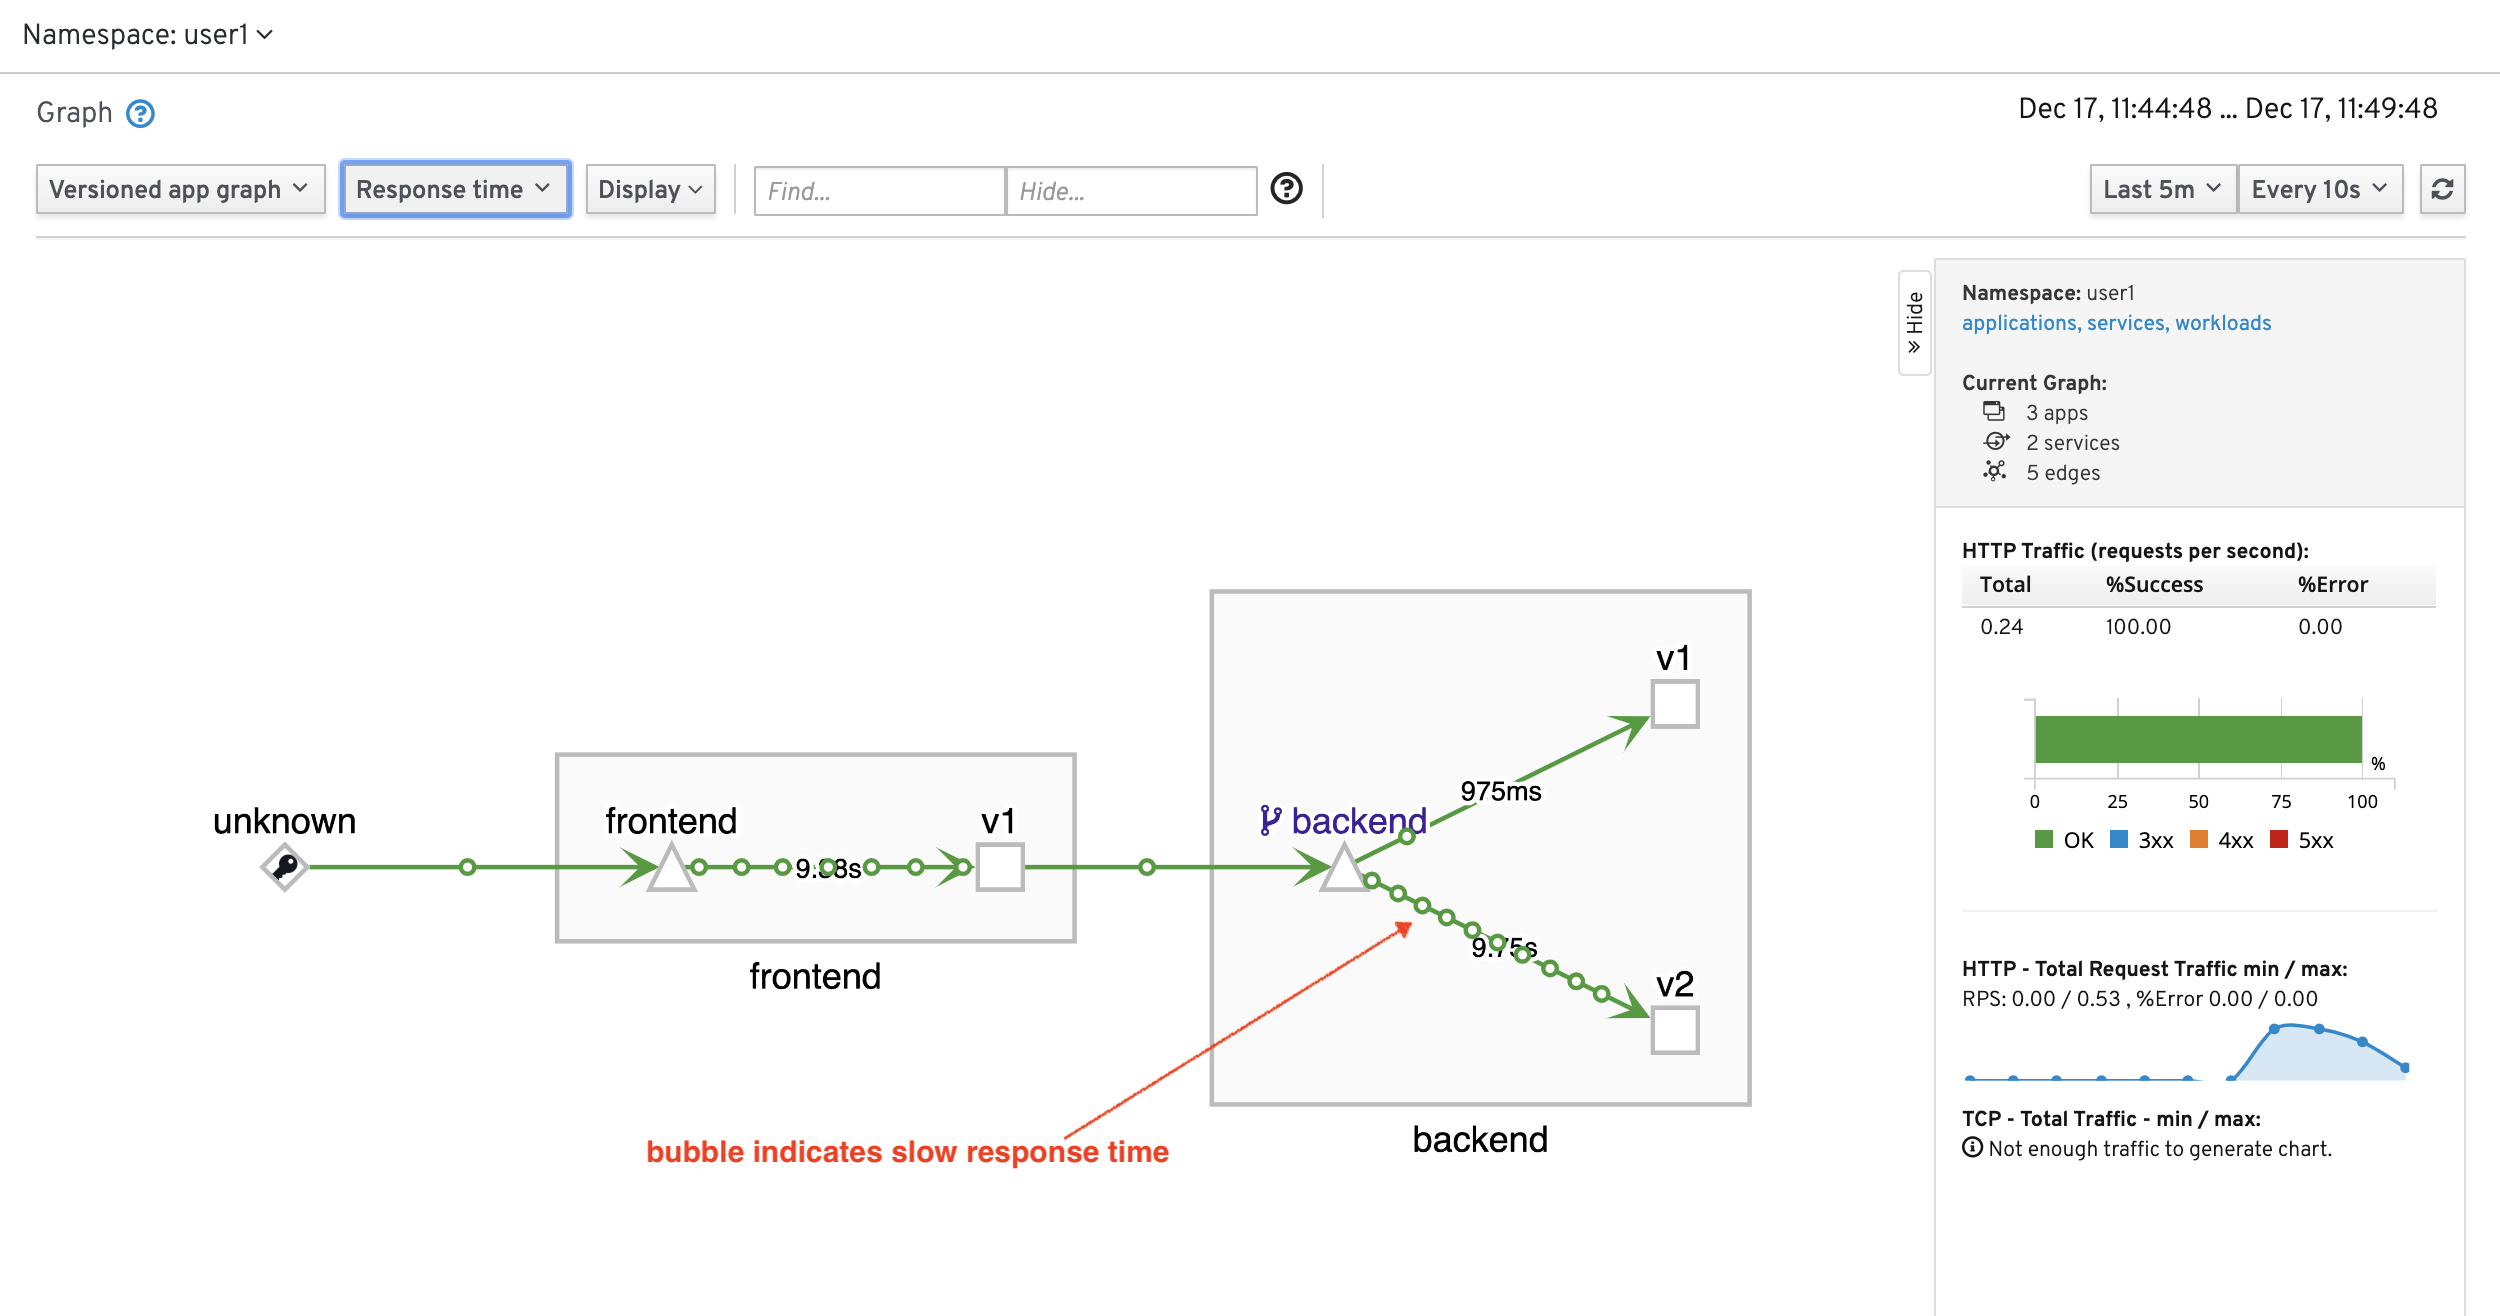 Namespace: user1
Graph
Dec 17, 11:44:48 ... Dec 17, 11:49:48
Versioned app graph Response time Display Find... Hide... Last 5m Every 10s
Hide
Namespace: user1
applications, services, workloads
Current Graph:
3 apps
2 services
5 edges
HTTP Traffic (requests per second):
Total %Success %Error
0.24 100.00 0.00
%
0 25 50 75 100
OK 3xx 4xx 5xx
HTTP - Total Request Traffic min / max:
RPS: 0.00 / 0.53 , %Error 0.00 / 0.00
TCP - Total Traffic - min / max:
Not enough traffic to generate chart.
unknown
frontend
v1
frontend
backend
v1
975ms
9.75s
v2
backend
bubble indicates slow response time